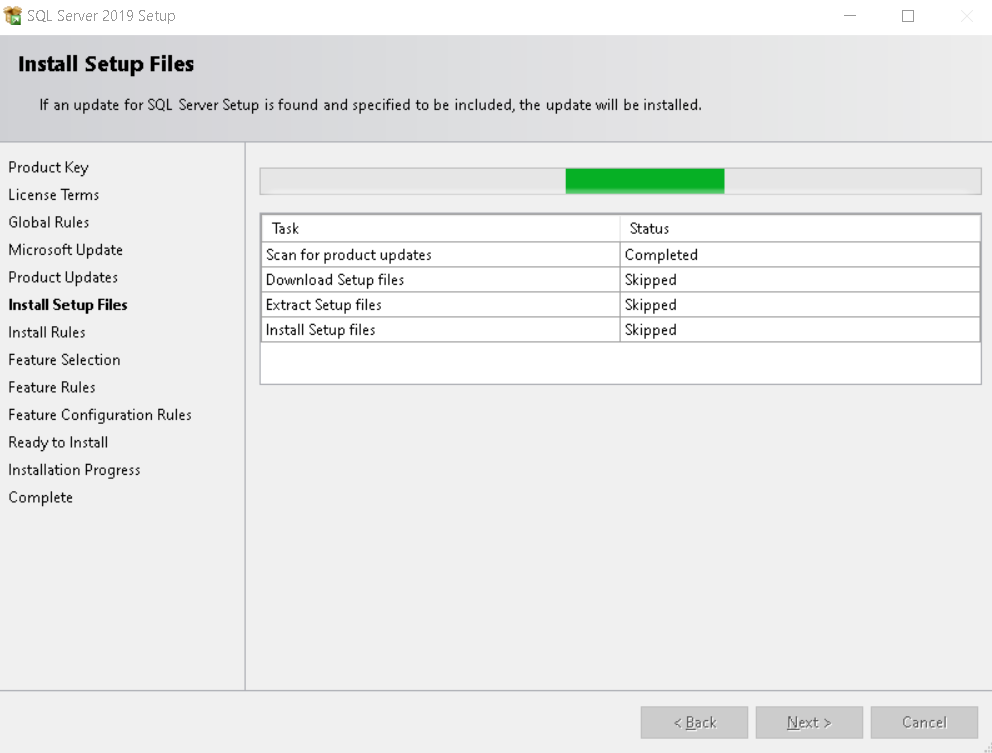 SQL Server 2019 Setup
Install Setup Files
If an update for SQL Server Setup is found and specified to be included, the update will be installed.
Product Key
License Terms
Global Rules
Microsoft Update
Product Updates
Install Setup Files
Install Rules
Feature Selection
Feature Rules
Feature Configuration Rules
Ready to Install
Installation Progress
Complete
Task Status
Scan for product updates Completed
Download Setup files Skipped
Extract Setup files Skipped
Install Setup files Skipped
< Back Next > Cancel